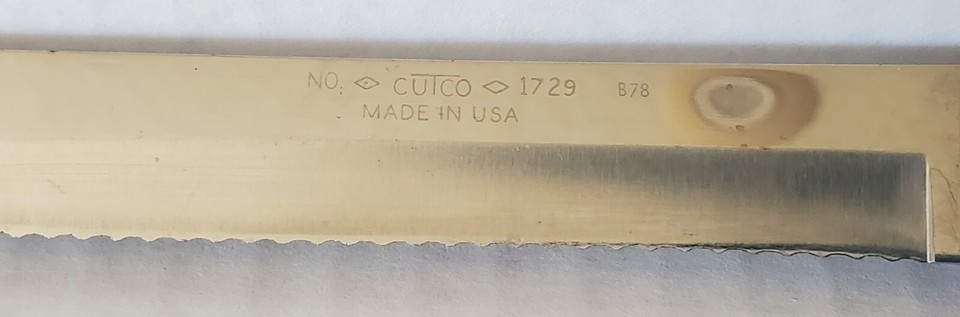 NO. CUTCO 1729 B78
MADE IN USA